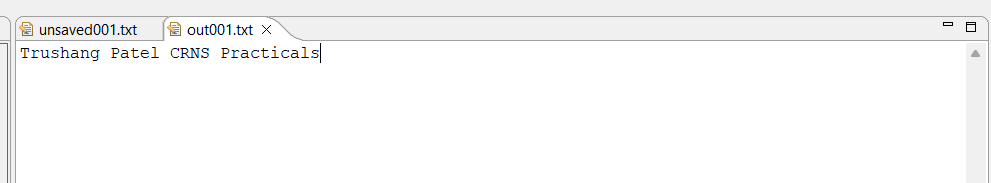 unsaved001.txt out001.txt
Trushang Patel CRNS Practicals